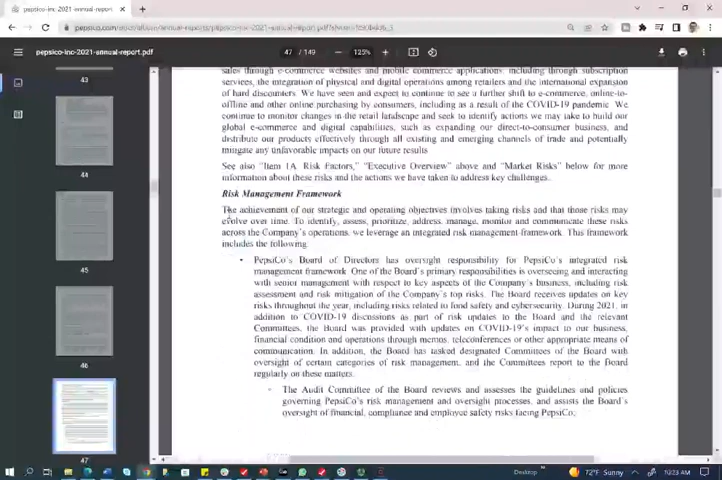 pepsico-inc-2021-annual-report
pepsico-inc-2021-annual-report.pdf
47 / 149
125%
43
44
45
46
47
sales through e-commerce websites and mobile commerce applications, including through subscription
services, the integration of physical and digital operations among retailers and the international expansion
of hard discounters. We have seen and expect to continue to see a further shift to e-commerce, online-to-
offline and other online purchasing by consumers, including as a result of the COVID-19 pandemic. We
continue to monitor changes in the retail landscape and seek to identify actions we may take to build our
global e-commerce and digital capabilities, such as expanding our direct-to-consumer business, and
distribute our products effectively through all existing and emerging channels of trade and potentially
mitigate any unfavorable impacts on our future results.
See also "Item 1A. Risk Factors," "Executive Overview" above and "Market Risks" below for more
information about these risks and the actions we have taken to address key challenges.
Risk Management Framework
The achievement of our strategic and operating objectives involves taking risks and that those risks may
evolve over time. To identify, assess, prioritize, address, manage, monitor and communicate these risks
across the Company's operations, we leverage an integrated risk management framework. This framework
includes the following:
• PepsiCo's Board of Directors has oversight responsibility for PepsiCo's integrated risk
management framework. One of the Board's primary responsibilities is overseeing and interacting
with senior management with respect to key aspects of the Company's business, including risk
assessment and risk mitigation of the Company's top risks. The Board receives updates on key
risks throughout the year, including risks related to food safety and cybersecurity. During 2021, in
addition to COVID-19 discussions as part of risk updates to the Board and the relevant
Committees, the Board was provided with updates on COVID-19's impact to our business,
financial condition and operations through memos, teleconferences or other appropriate means of
communication. In addition, the Board has tasked designated Committees of the Board with
oversight of certain categories of risk management, and the Committees report to the Board
regularly on these matters.
◦ The Audit Committee of the Board reviews and assesses the guidelines and policies
governing PepsiCo's risk management and oversight processes, and assists the Board's
oversight of financial, compliance and employee safety risks facing PepsiCo;
Desktop
72°F Sunny
10:23 AM